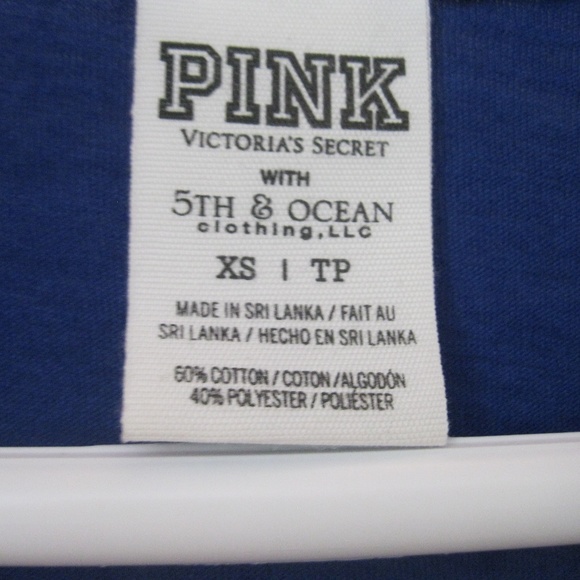 PINK
VICTORIA'S SECRET
WITH
5TH & OCEAN
clothing, LLC
XS | TP
MADE IN SRI LANKA / FAIT AU
SRI LANKA / HECHO EN SRI LANKA
60% COTTON / COTON / ALGODÓN
40% POLYESTER / POLIÉSTER